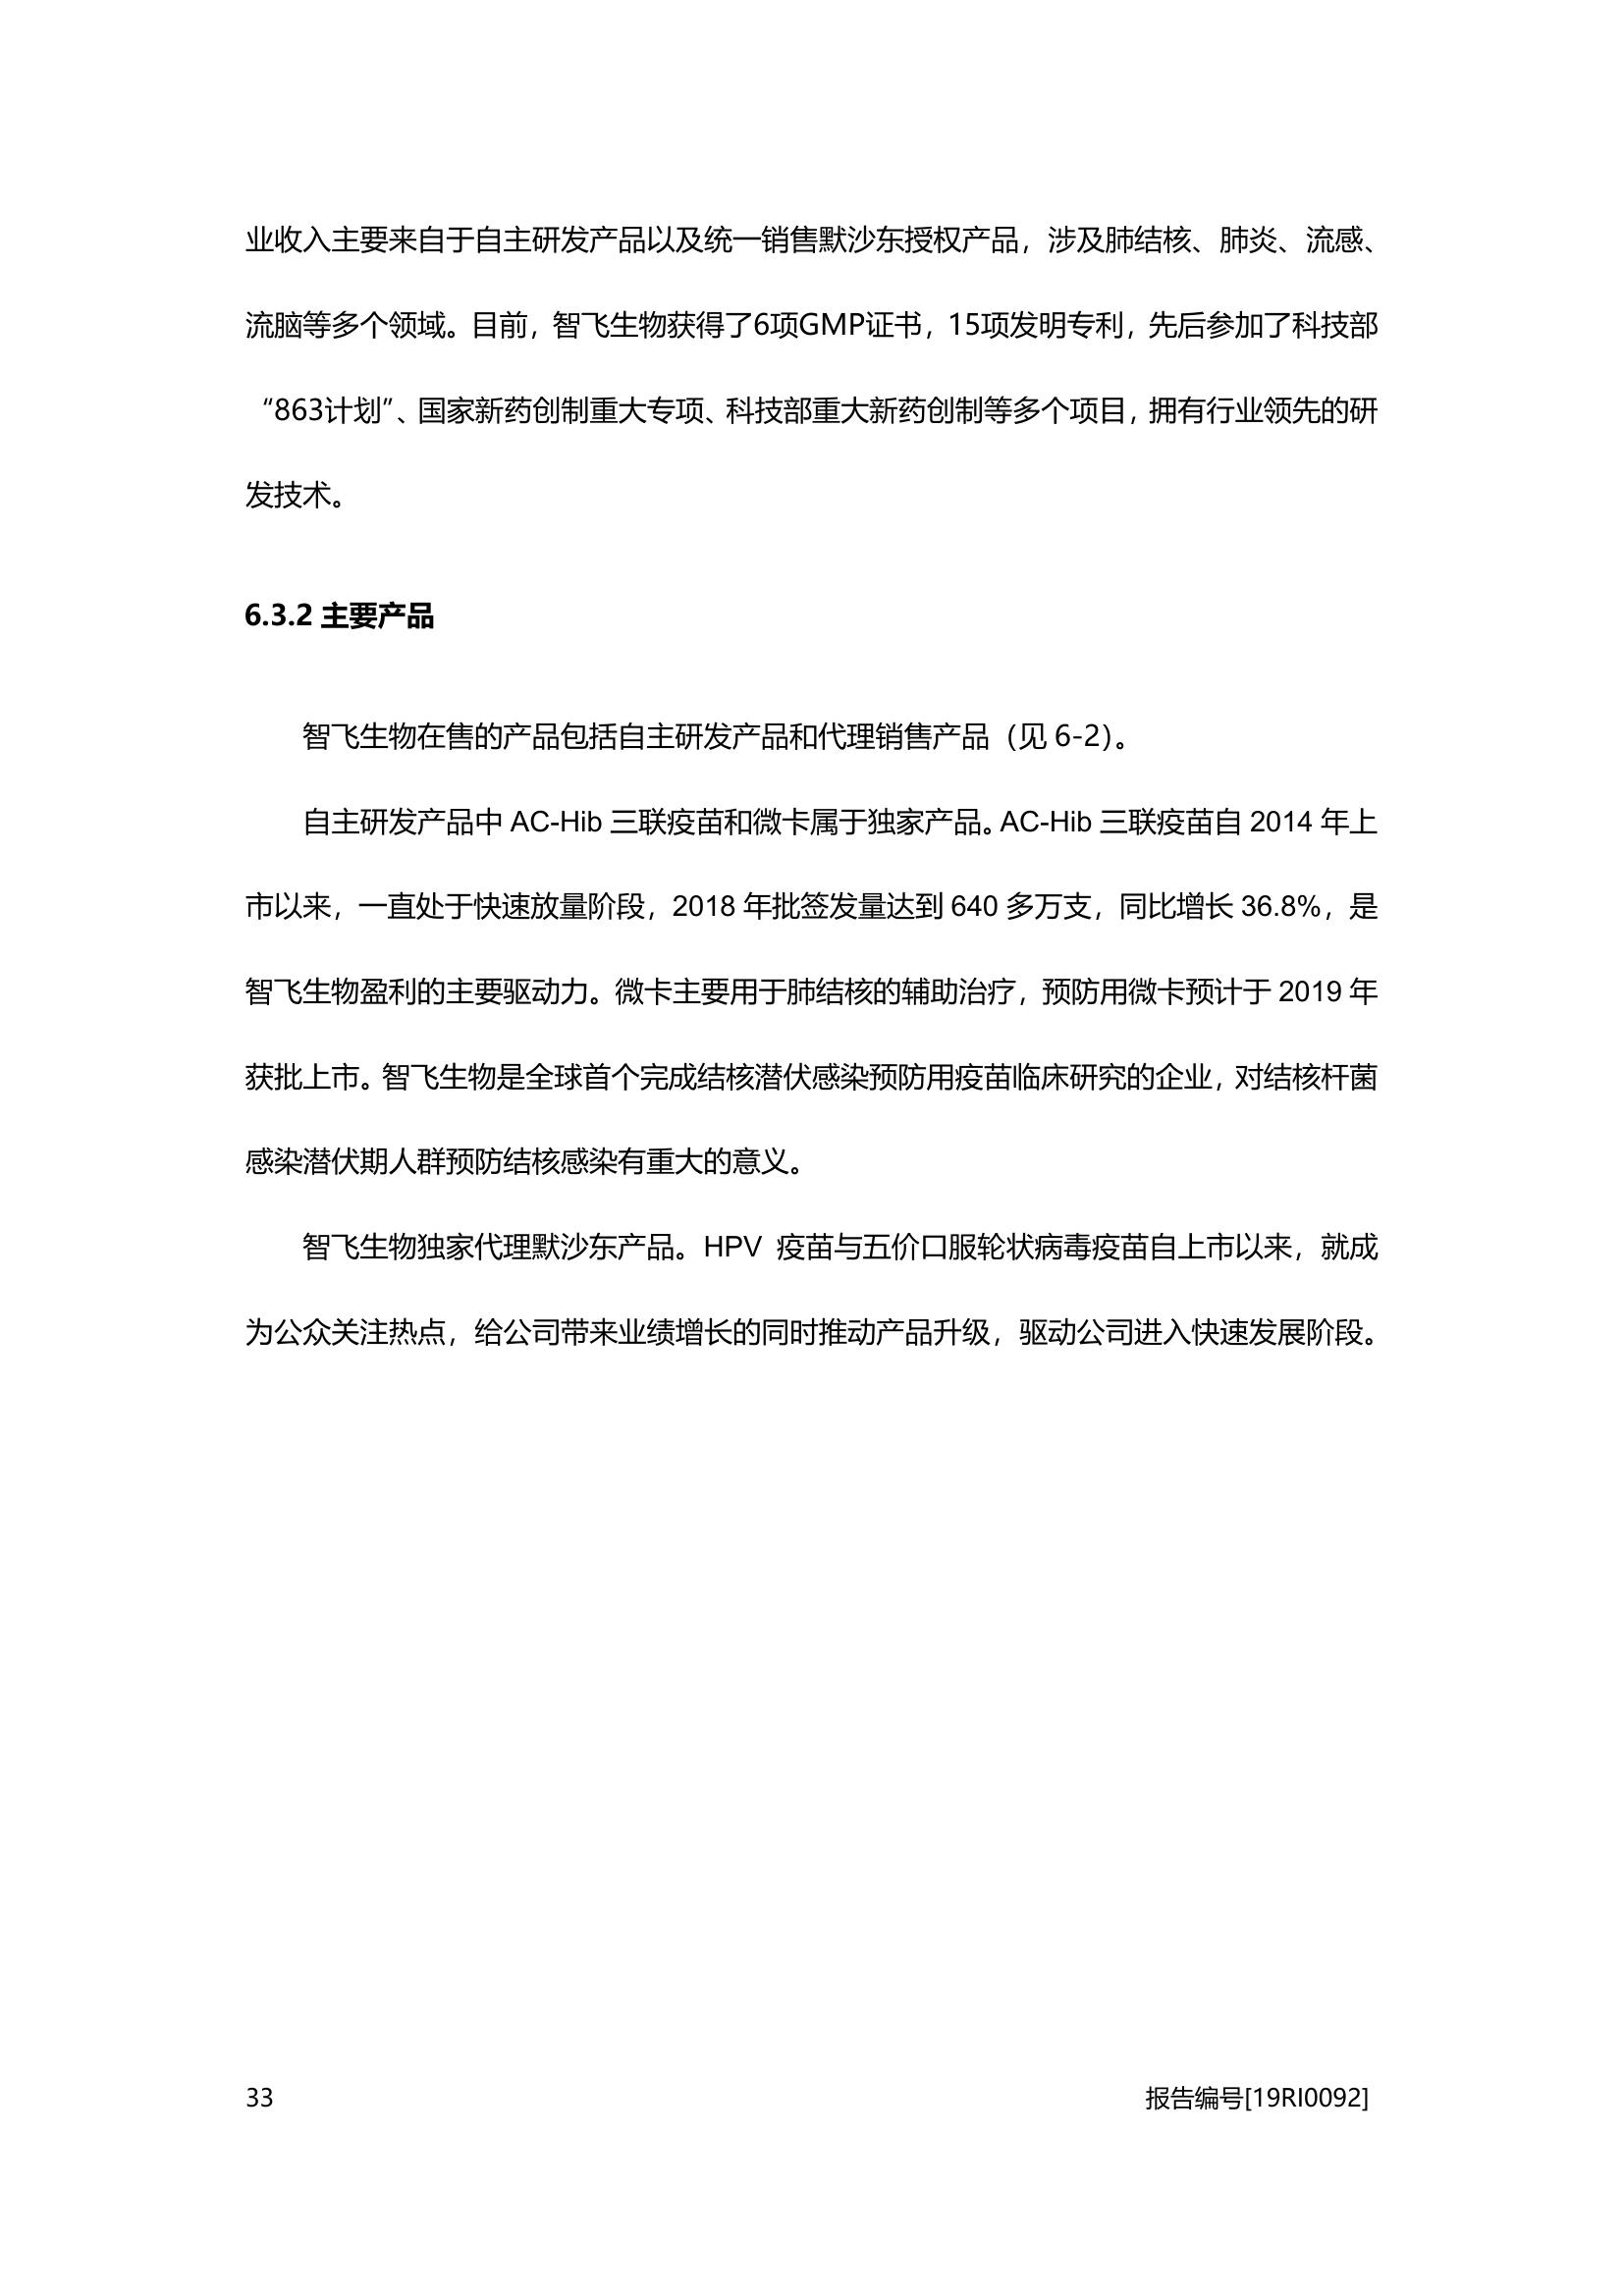 业收入主要来自于自主研发产品以及统一销售默沙东授权产品，涉及肺结核、肺炎、流感、
流脑等多个领域。目前，智飞生物获得了6项GMP证书，15项发明专利，先后参加了科技部
“863计划”、国家新药创制重大专项、科技部重大新药创制等多个项目，拥有行业领先的研
发技术。
6.3.2 主要产品
智飞生物在售的产品包括自主研发产品和代理销售产品（见 6-2）。
自主研发产品中 AC-Hib 三联疫苗和微卡属于独家产品。AC-Hib 三联疫苗自 2014 年上
市以来，一直处于快速放量阶段，2018 年批签发量达到 640 多万支，同比增长 36.8%，是
智飞生物盈利的主要驱动力。微卡主要用于肺结核的辅助治疗，预防用微卡预计于 2019 年
获批上市。智飞生物是全球首个完成结核潜伏感染预防用疫苗临床研究的企业，对结核杆菌
感染潜伏期人群预防结核感染有重大的意义。
智飞生物独家代理默沙东产品。HPV 疫苗与五价口服轮状病毒疫苗自上市以来，就成
为公众关注热点，给公司带来业绩增长的同时推动产品升级，驱动公司进入快速发展阶段。
33 报告编号[19RI0092]